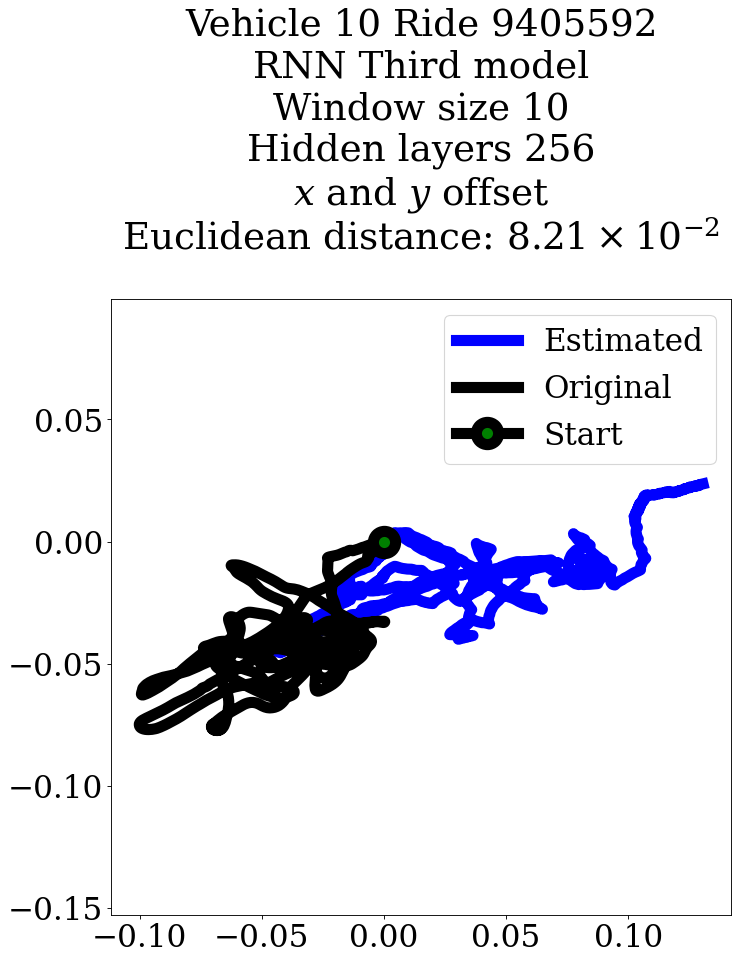 Vehicle 10 Ride 9405592
RNN Third model
Window size 10
Hidden layers 256
x and y offset
Euclidean distance: 8.21 × 10⁻²
Estimated
Original
Start
0.05
0.00
−0.05
−0.10
−0.15
−0.10 −0.05 0.00 0.05 0.10